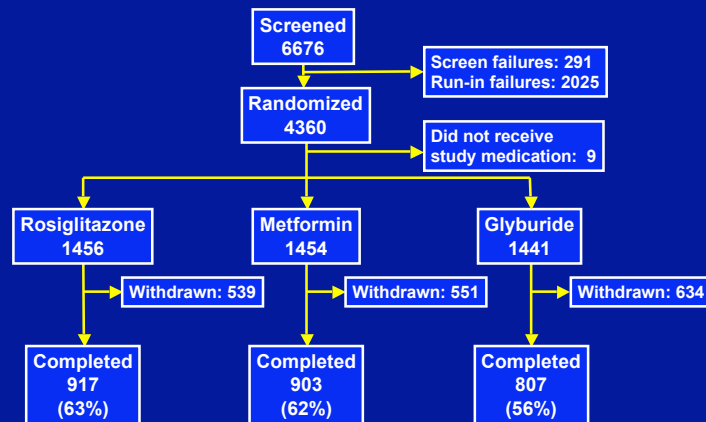 Screened
6676
Screen failures: 291
Run-in failures: 2025
Randomized
4360
Did not receive
study medication: 9
Rosiglitazone
1456
Metformin
1454
Glyburide
1441
Withdrawn: 539
Withdrawn: 551
Withdrawn: 634
Completed
917
(63%)
Completed
903
(62%)
Completed
807
(56%)